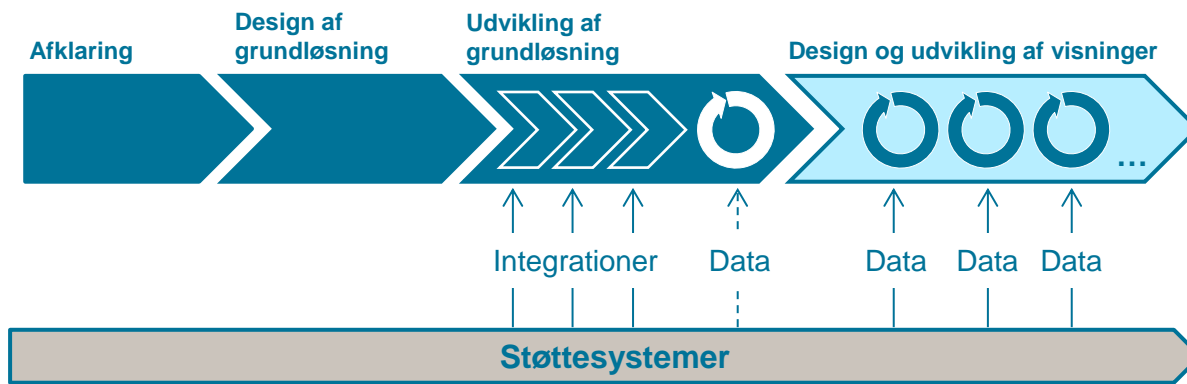 Afklaring
Design af
grundløsning
Udvikling af
grundløsning
Design og udvikling af visninger
...
Integrationer
Data
Data
Data
Data
Støttesystemer